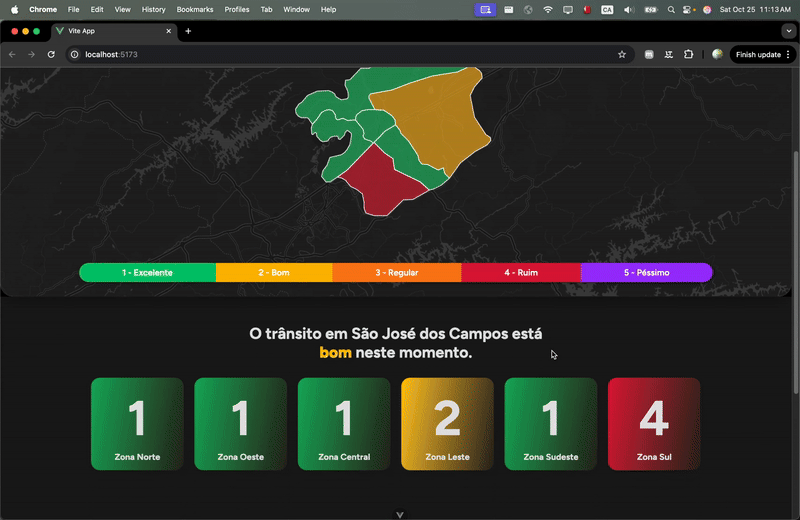 Chrome File Edit View History Bookmarks Profiles Tab Window Help CA Sat Oct 25 11:13 AM
Vite App
localhost:5173 Finish update
1 - Excelente 2 - Bom 3 - Regular 4 - Ruim 5 - Péssimo
O trânsito em São José dos Campos está
bom neste momento.
1 1 1 2 1 4
Zona Norte Zona Oeste Zona Central Zona Leste Zona Sudeste Zona Sul